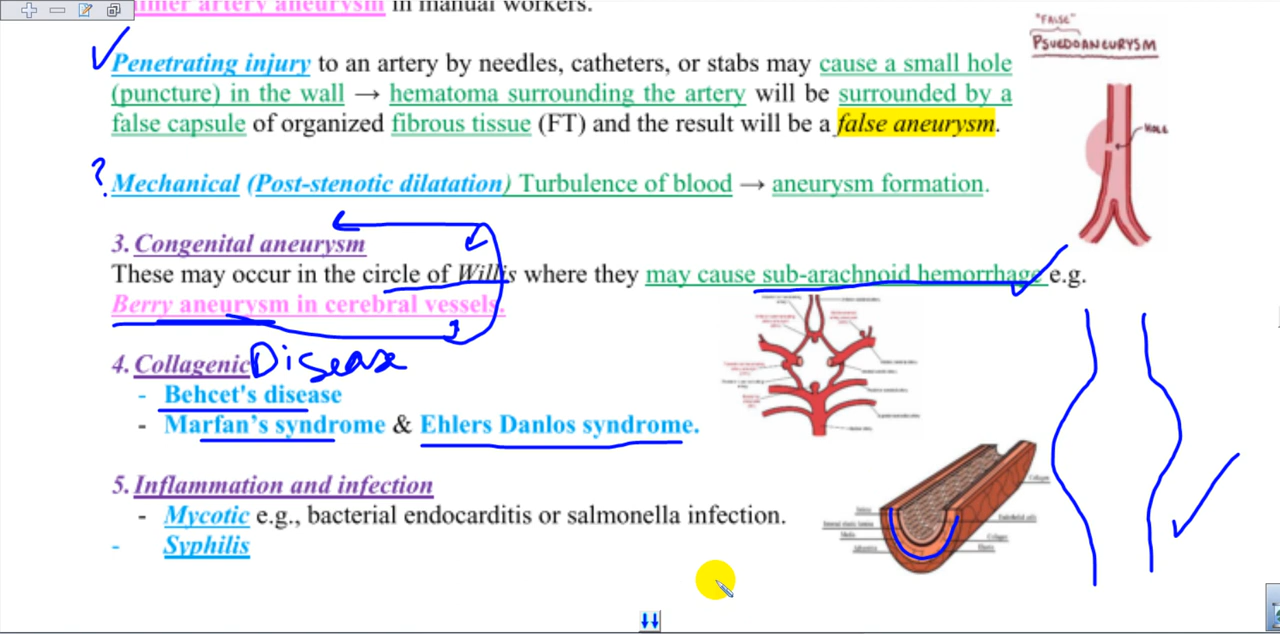 artery aneurysm in manual workers.
"FALSE"
PSUEDOANEURYSM
Penetrating injury to an artery by needles, catheters, or stabs may cause a small hole
(puncture) in the wall → hematoma surrounding the artery will be surrounded by a
false capsule of organized fibrous tissue (FT) and the result will be a false aneurysm.
HOLE
? Mechanical (Post-stenotic dilatation) Turbulence of blood → aneurysm formation.
3. Congenital aneurysm
These may occur in the circle of Willis where they may cause sub-arachnoid hemorrhage e.g.
Berry aneurysm in cerebral vessels.
4. Collagenic Disease
- Behcet's disease
- Marfan's syndrome & Ehlers Danlos syndrome.
5. Inflammation and infection
- Mycotic e.g., bacterial endocarditis or salmonella infection.
- Syphilis